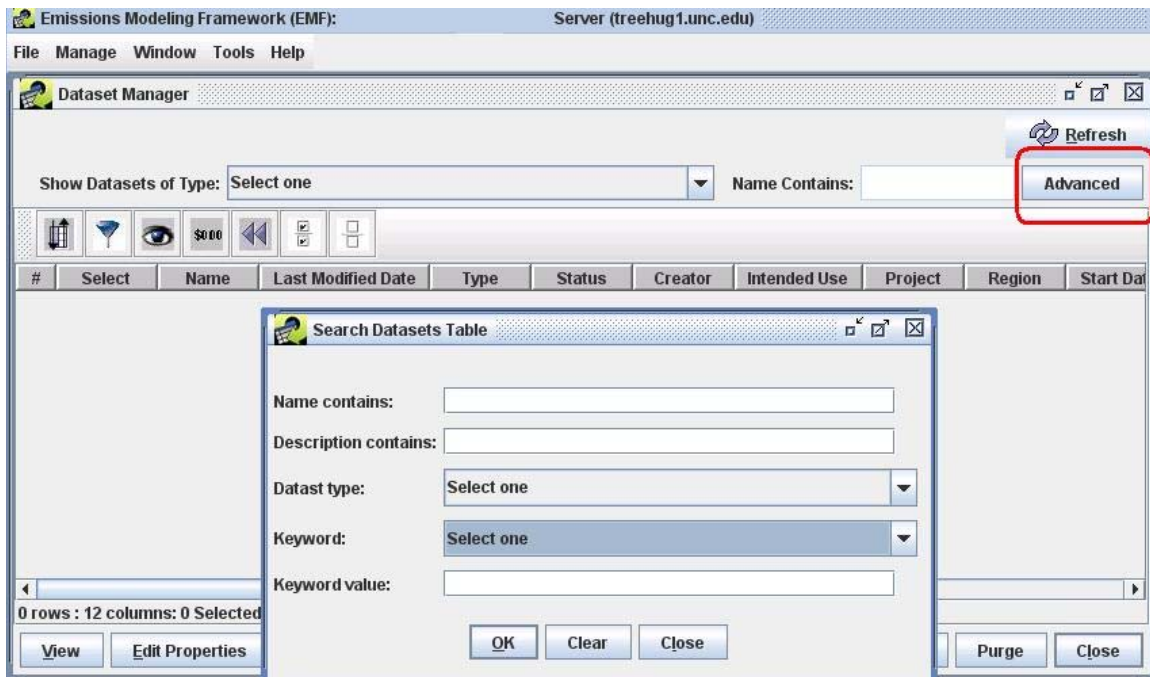 Emissions Modeling Framework (EMF): Server (treehug1.unc.edu)
File Manage Window Tools Help
Dataset Manager
Refresh
Show Datasets of Type: Select one Name Contains: Advanced
$0.00
# Select Name Last Modified Date Type Status Creator Intended Use Project Region Start Dat
Search Datasets Table
Name contains:
Description contains:
Datast type: Select one
Keyword: Select one
Keyword value:
0 rows : 12 columns: 0 Selected
OK Clear Close
View Edit Properties Purge Close